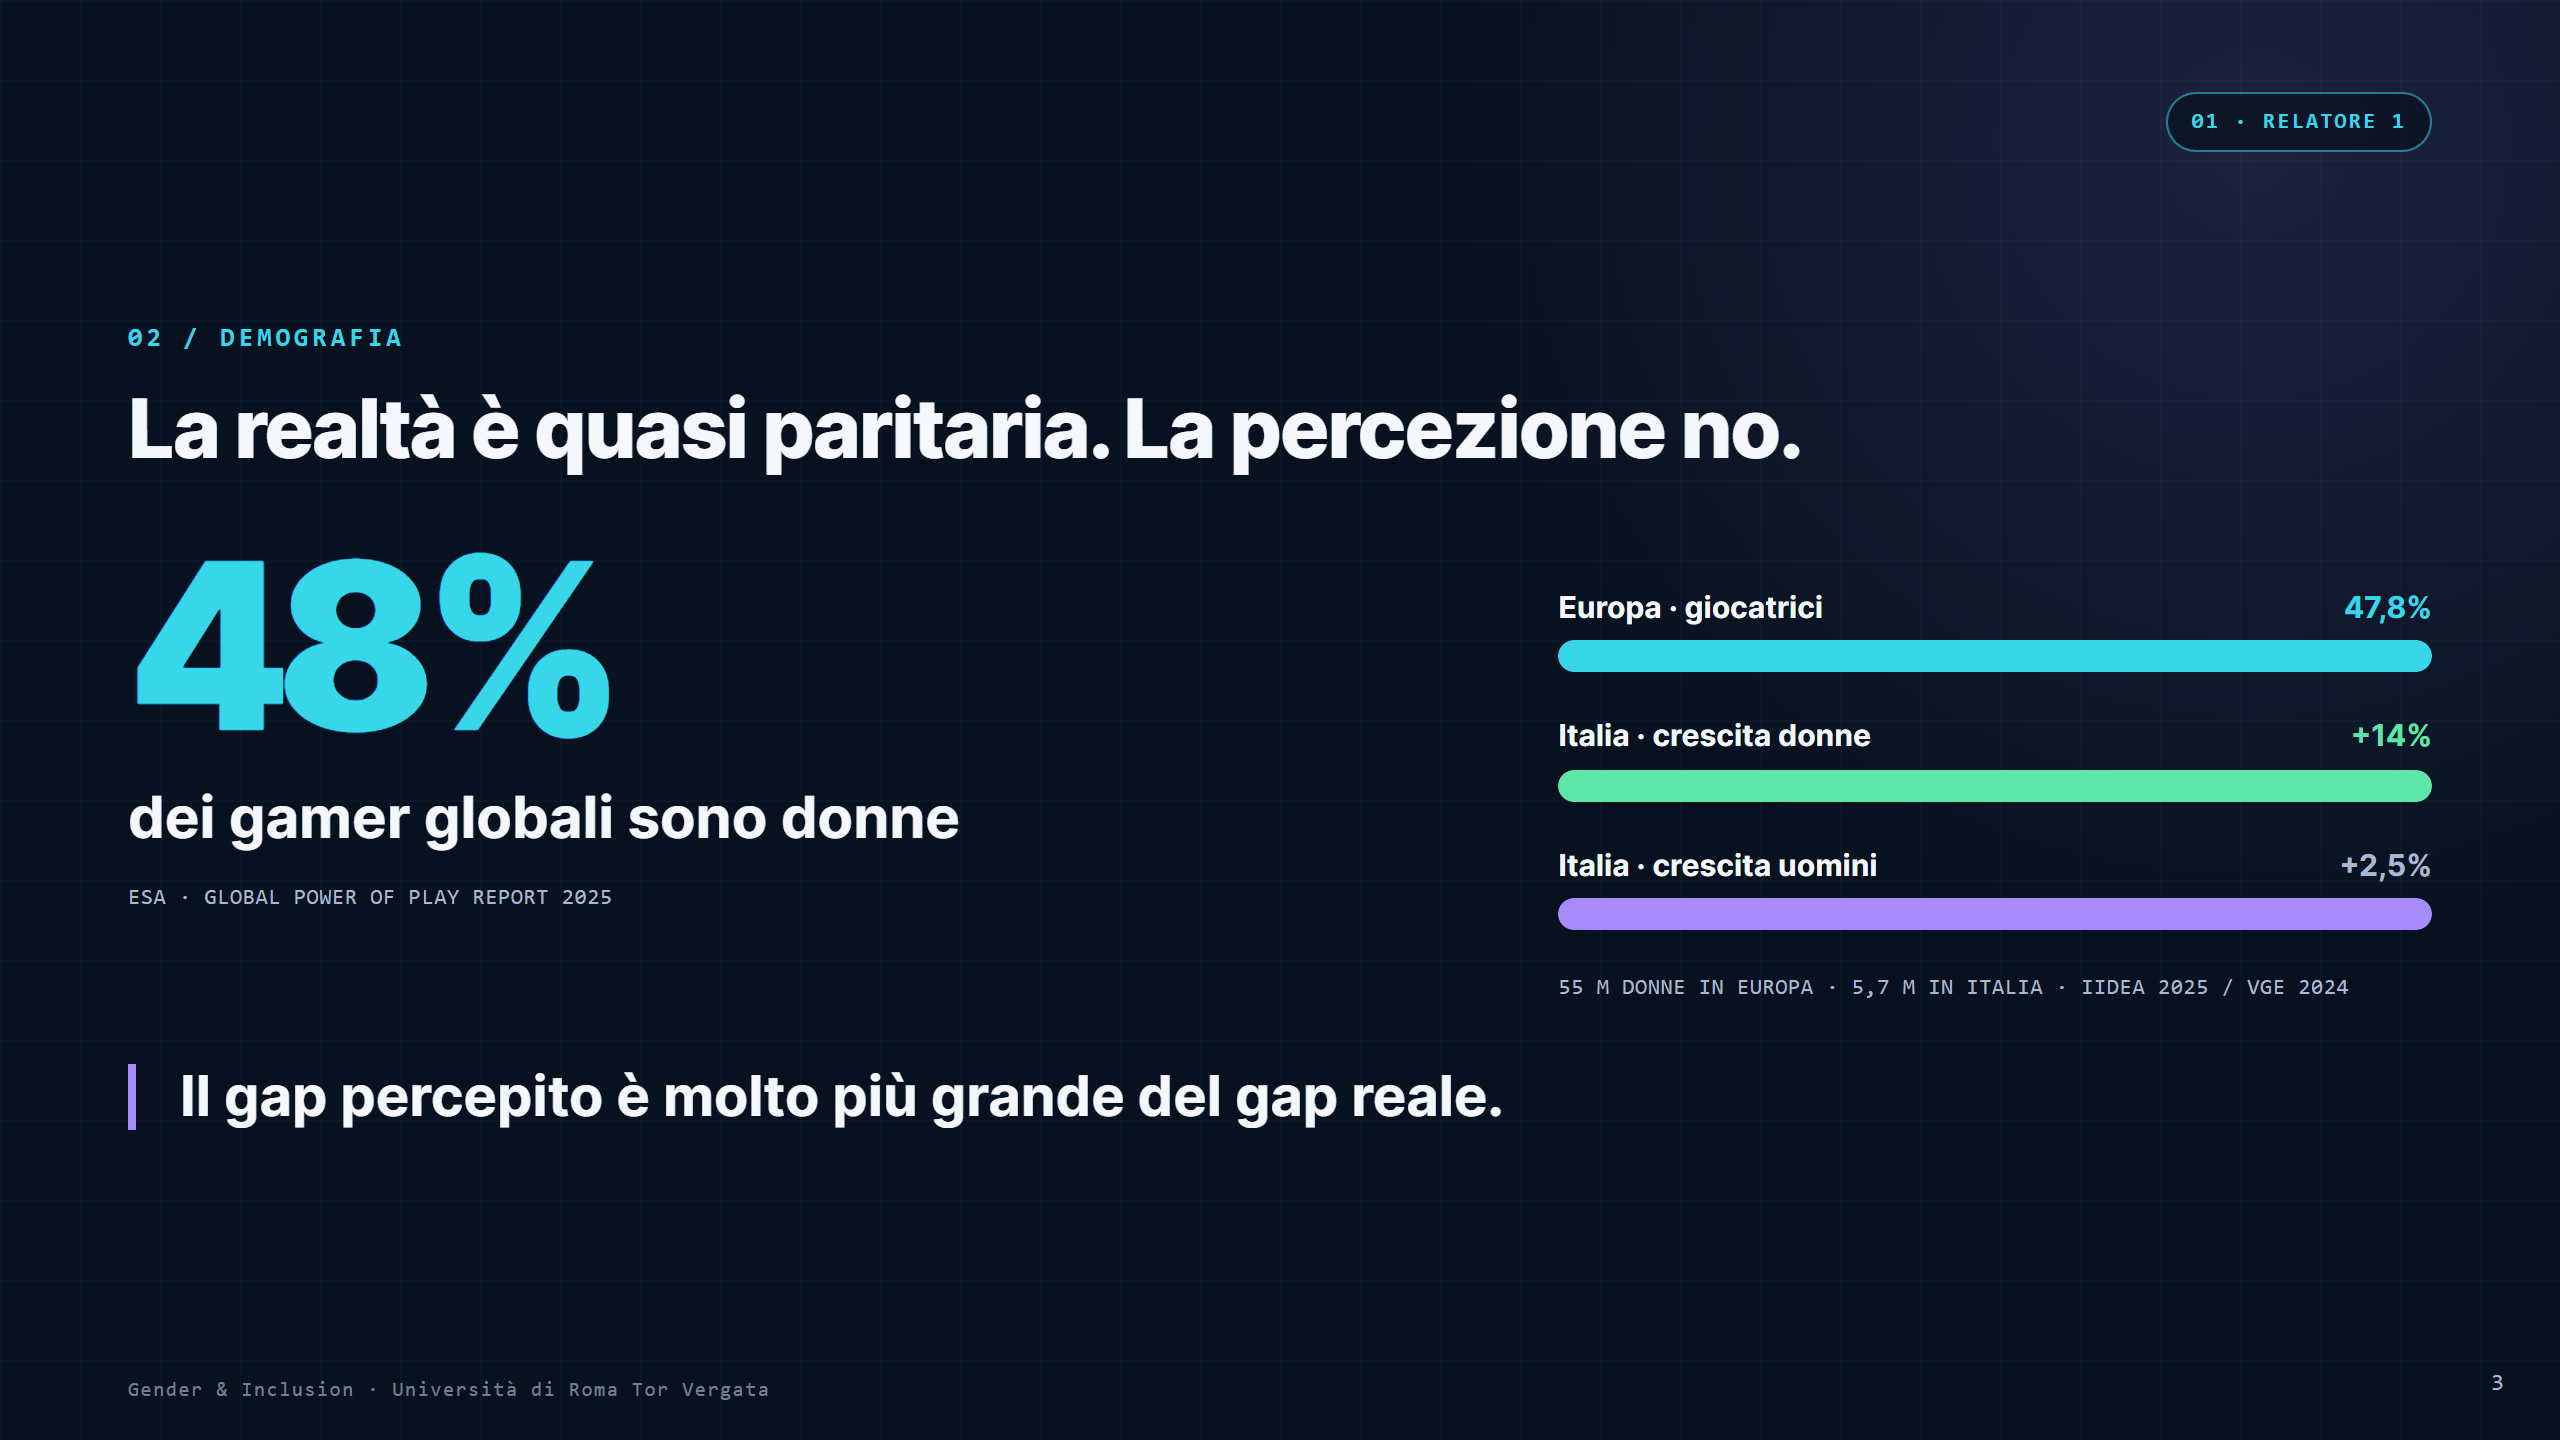 01 · RELATORE 1
02 / DEMOGRAFIA
La realtà è quasi paritaria. La percezione no.
48%
dei gamer globali sono donne
ESA · GLOBAL POWER OF PLAY REPORT 2025
Europa · giocatrici 47,8%
Italia · crescita donne +14%
Italia · crescita uomini +2,5%
55 M DONNE IN EUROPA · 5,7 M IN ITALIA · IIDEA 2025 / VGE 2024
Il gap percepito è molto più grande del gap reale.
Gender & Inclusion · Università di Roma Tor Vergata
3